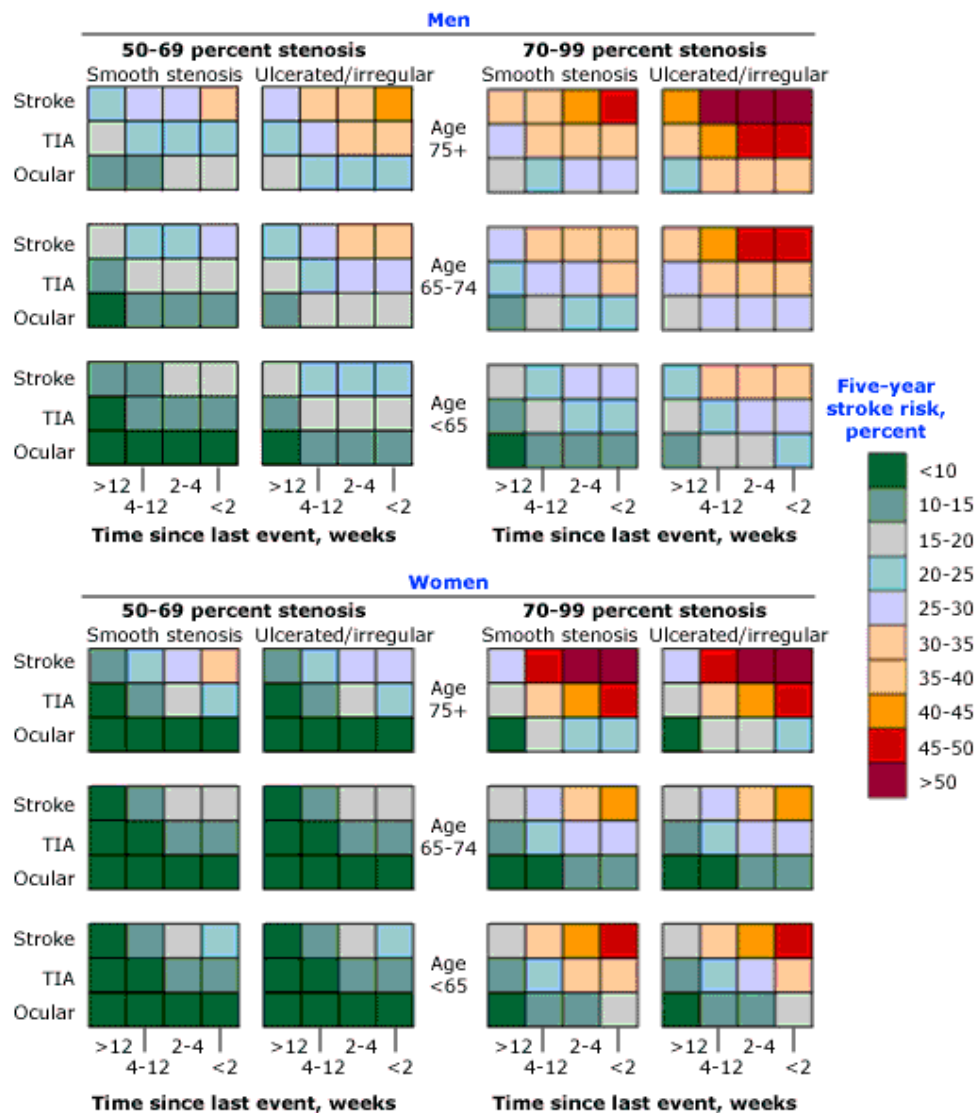 Men
50-69 percent stenosis 70-99 percent stenosis
Smooth stenosis Ulcerated/irregular Smooth stenosis Ulcerated/irregular
Stroke
TIA
Ocular
Age
75+
Stroke
TIA
Ocular
Age
65-74
Stroke
TIA
Ocular
Age
<65
>12 2-4 >12 2-4 >12 2-4 >12 2-4
4-12 <2 4-12 <2 4-12 <2 4-12 <2
Time since last event, weeks Time since last event, weeks
Five-year
stroke risk,
percent
<10
10-15
15-20
20-25
25-30
30-35
35-40
40-45
45-50
>50
Women
50-69 percent stenosis 70-99 percent stenosis
Smooth stenosis Ulcerated/irregular Smooth stenosis Ulcerated/irregular
Stroke
TIA
Ocular
Age
75+
Stroke
TIA
Ocular
Age
65-74
Stroke
TIA
Ocular
Age
<65
>12 2-4 >12 2-4 >12 2-4 >12 2-4
4-12 <2 4-12 <2 4-12 <2 4-12 <2
Time since last event, weeks Time since last event, weeks